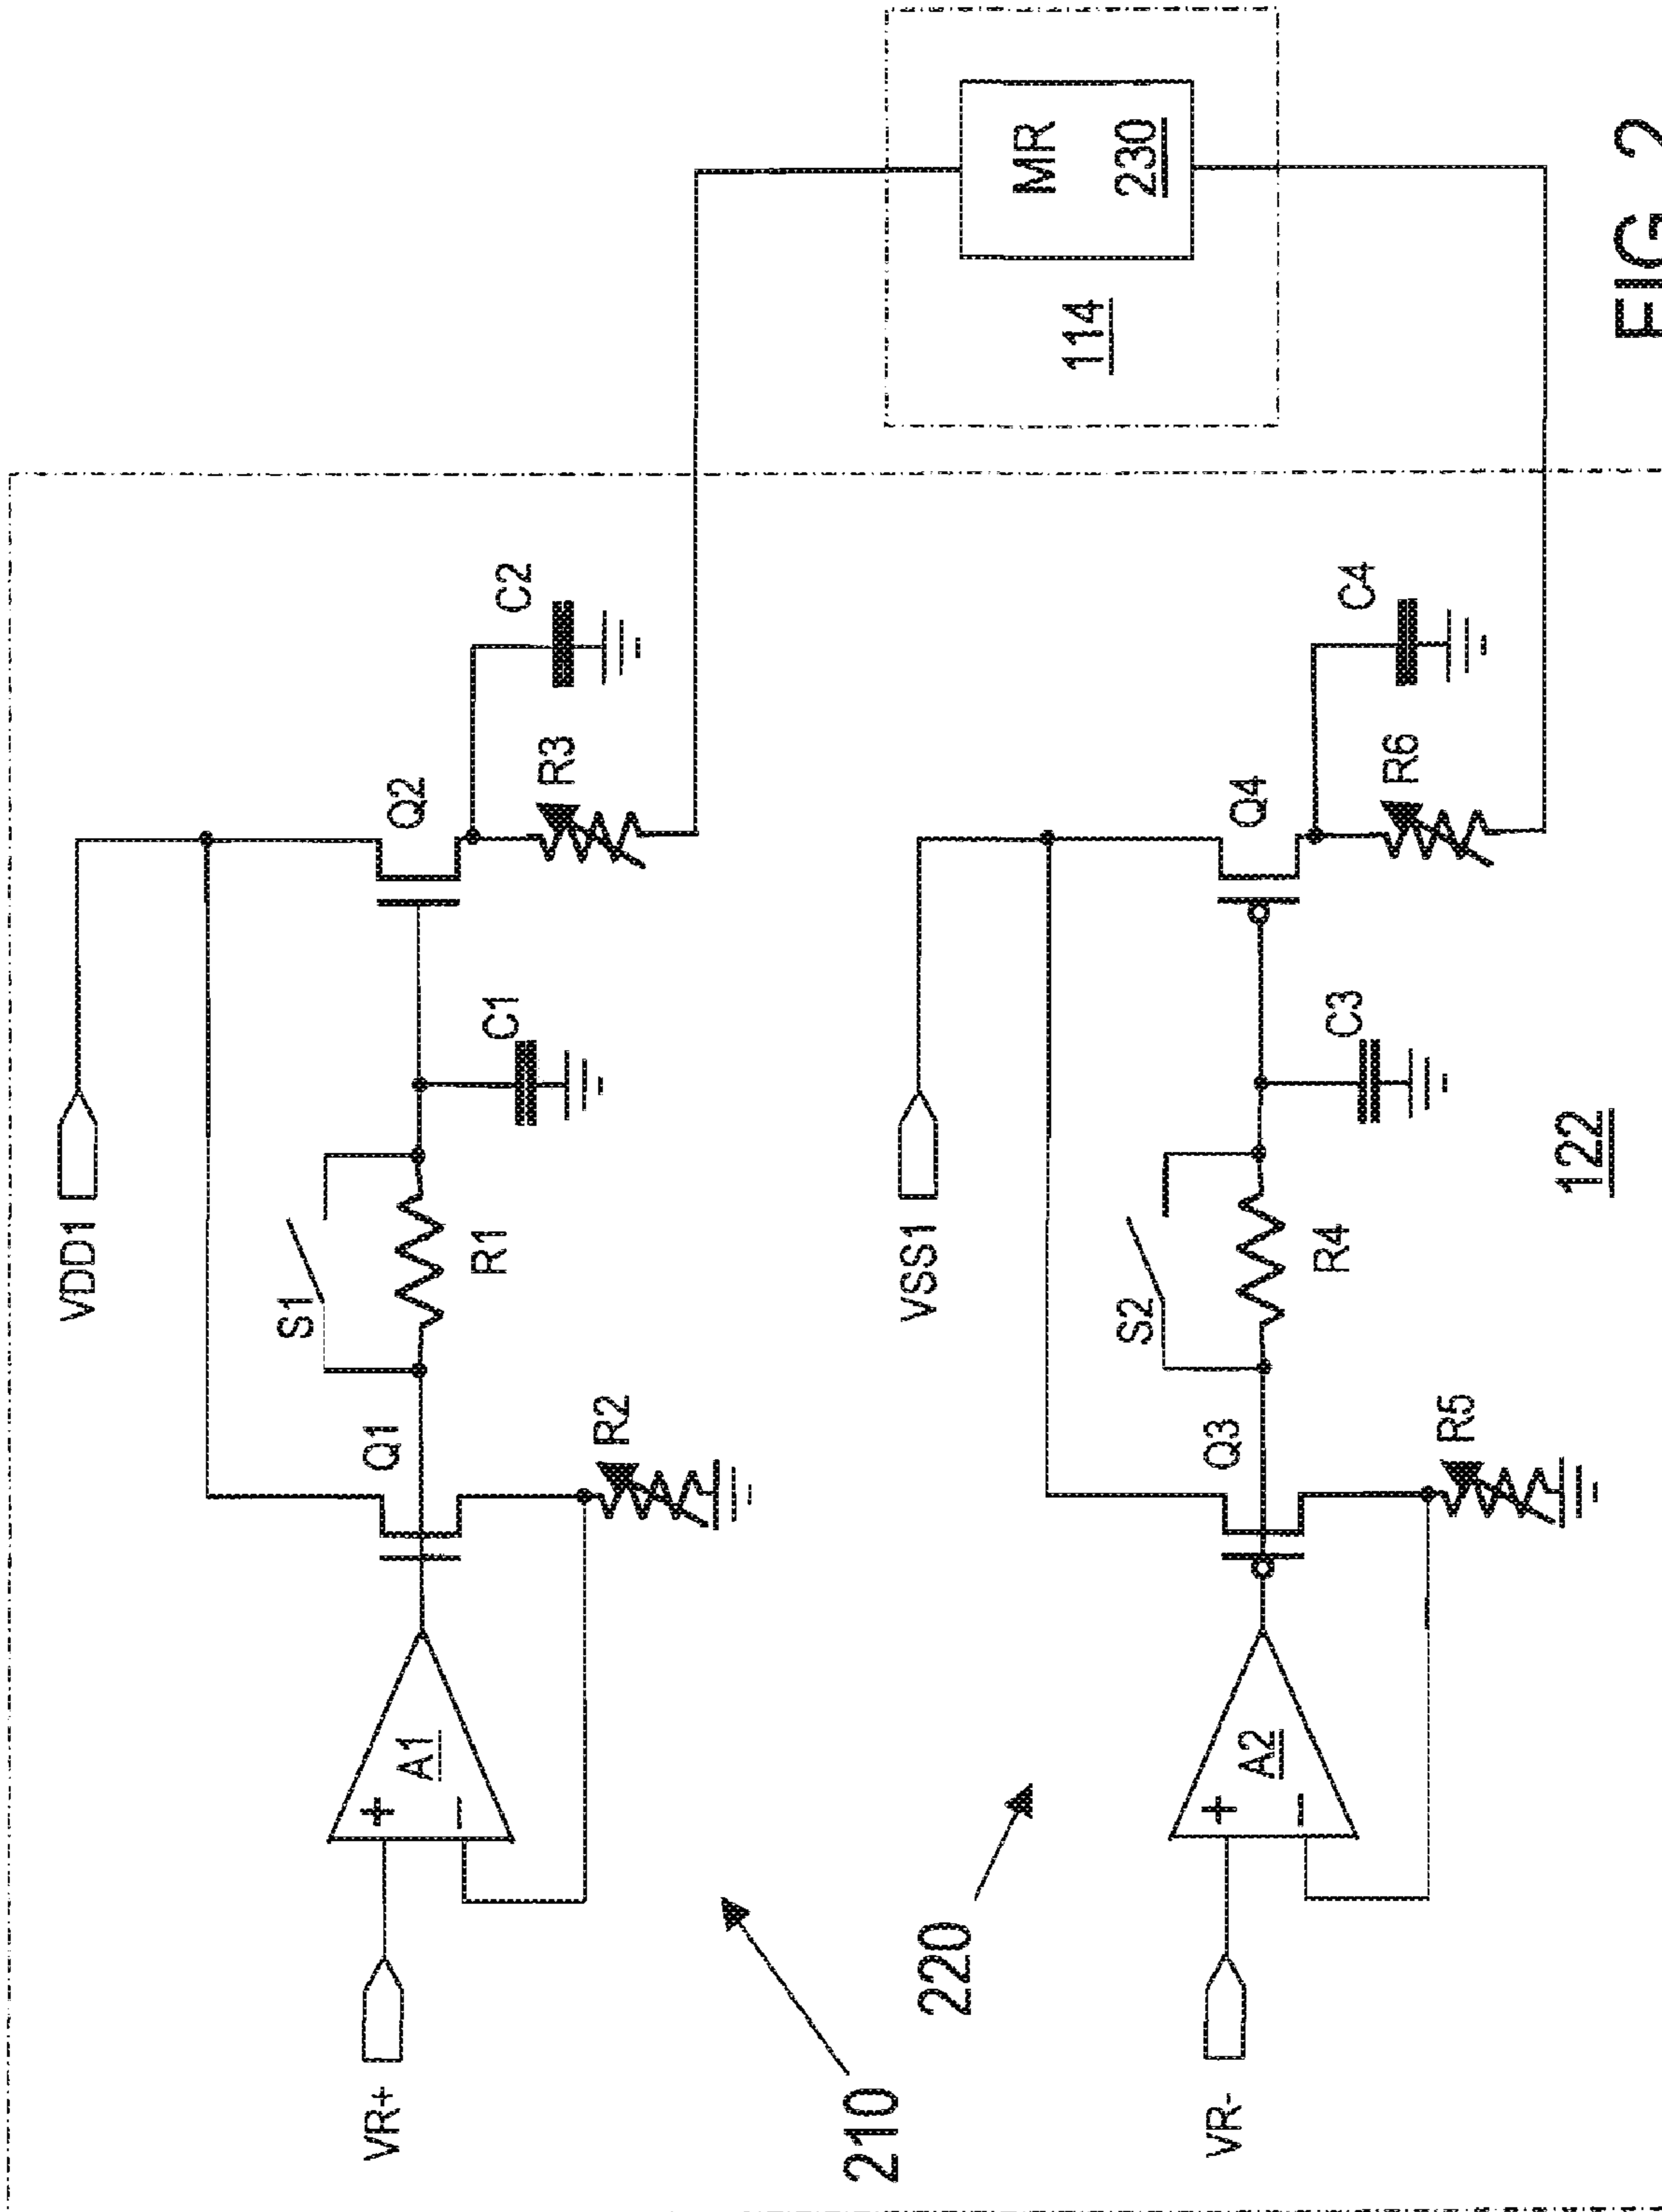 VDD1
S1
Q1
R1
R2
C1
Q2
R3
C2
VR+
A1
+
−
210
220
VSS1
S2
Q3
R4
R5
C3
Q4
R6
C4
VR-
A2
+
−
122
MR
230
114
FIG. 2